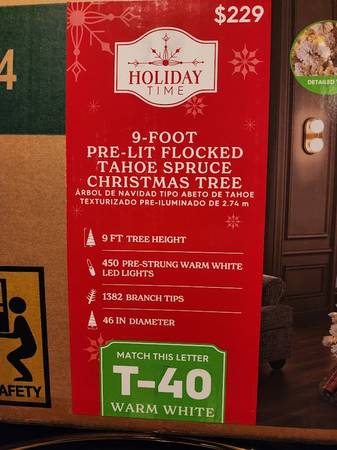 $229
4
HOLIDAY
TIME
DETAILED
9-FOOT
PRE-LIT FLOCKED
TAHOE SPRUCE
CHRISTMAS TREE
ÁRBOL DE NAVIDAD TIPO ABETO DE TAHOE
TEXTURIZADO PRE-ILUMINADO DE 2.74 m
9 FT TREE HEIGHT
450 PRE-STRUNG WARM WHITE
LED LIGHTS
1382 BRANCH TIPS
46 IN DIAMETER
MATCH THIS LETTER
T-40
WARM WHITE
AFETY